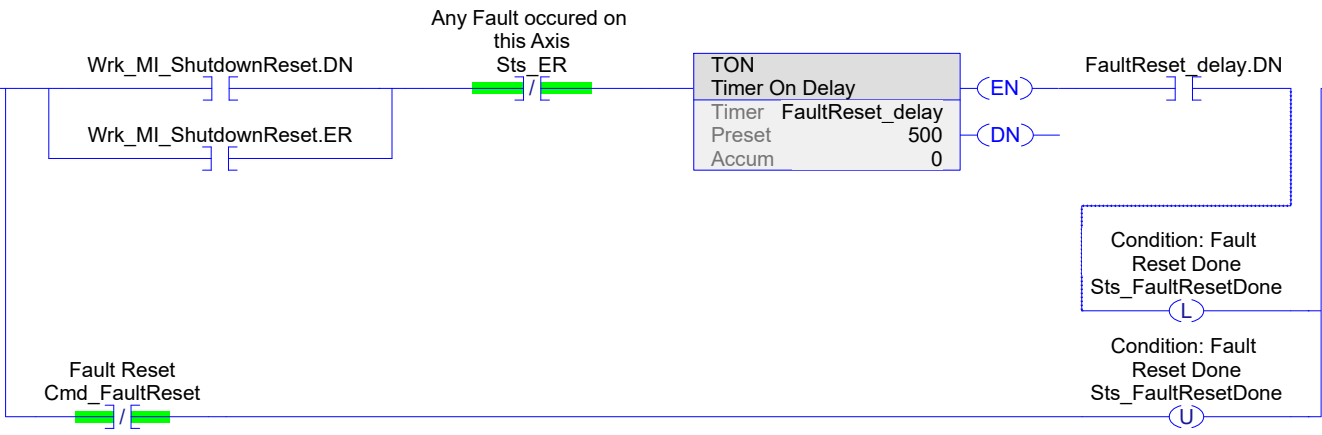 Any Fault occured on
this Axis
Wrk_MI_ShutdownReset.DN
Sts_ER
/
TON
Timer On Delay
Timer FaultReset_delay
Preset 500
Accum 0
EN
DN
FaultReset_delay.DN
Wrk_MI_ShutdownReset.ER
Condition: Fault
Reset Done
Sts_FaultResetDone
L
Fault Reset
Cmd_FaultReset
/
Condition: Fault
Reset Done
Sts_FaultResetDone
U